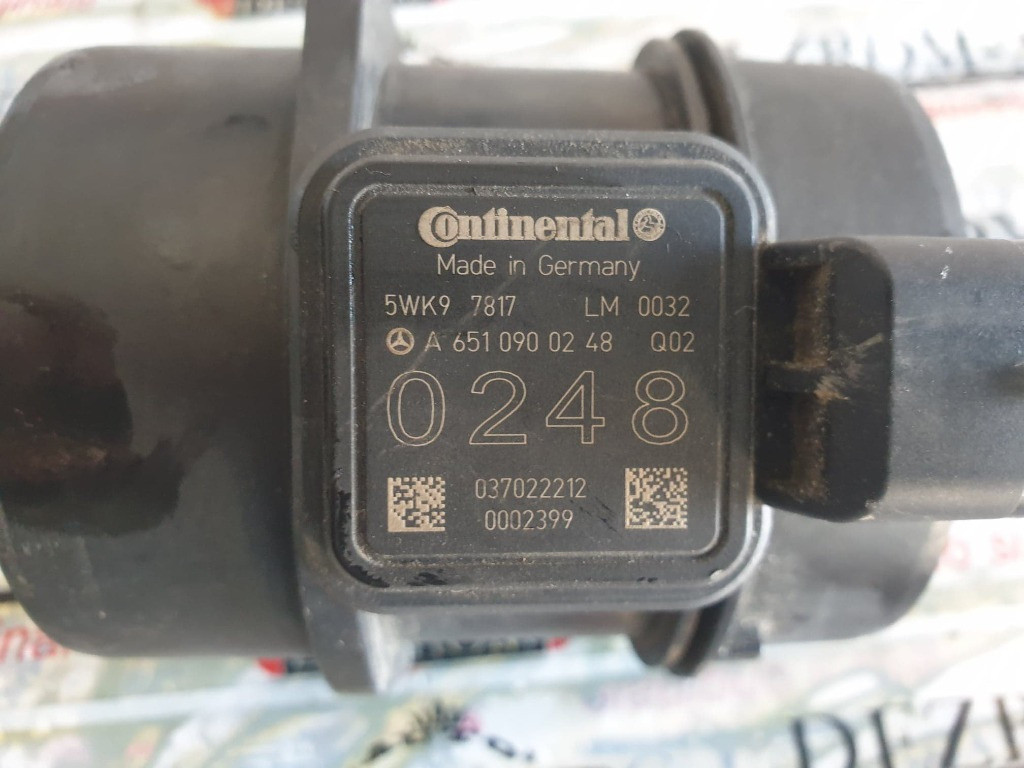 Continental
Made in Germany
5WK9 7817 LM 0032
A 651 090 02 48 Q02
0248
037022212
0002399